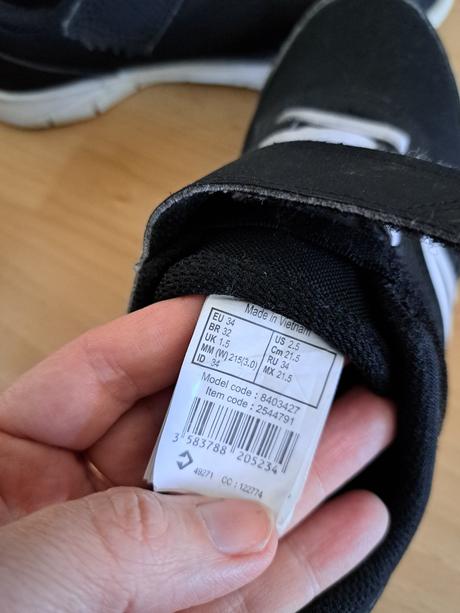 Made in Vietnam
EU 34 US 2.5
BR 32 Cm 21.5
UK 1.5 RU 34
MM (W) 215(3.0) MX 21.5
ID 34
Model code : 8403427
Item code : 2544791
3 583788 205234
49271 CC : 122774